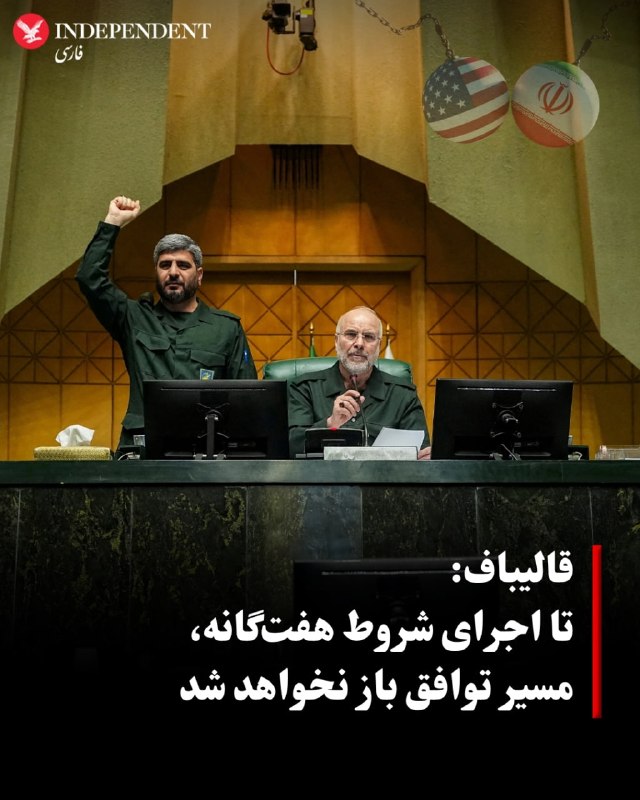 INDEPENDENT
فارسی
قالیباف:
تا اجرای شروط هفت‌گانه،
مسیر توافق باز نخواهد شد